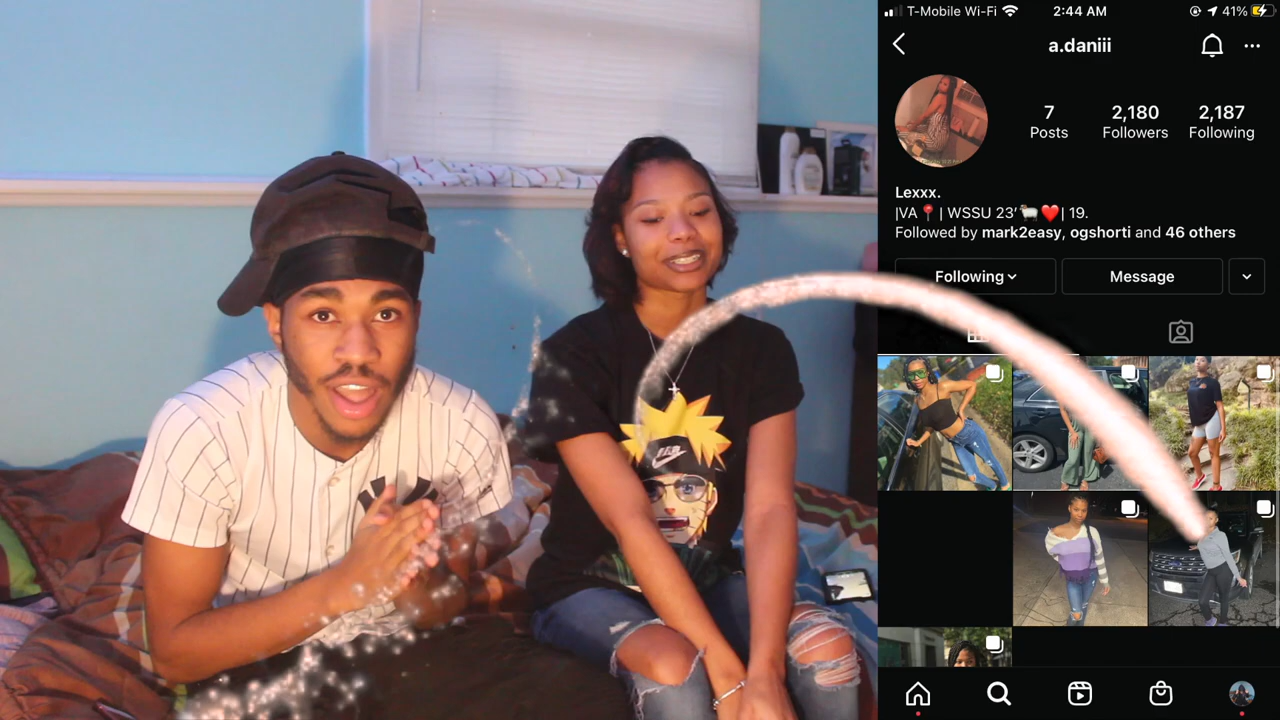 T-Mobile Wi-Fi 2:44 AM 41%
a.daniii
7 2,180 2,187
Posts Followers Following
Lexxx.
|VA📍| WSSU 23’🐏❤️| 19.
Followed by mark2easy, ogshorti and 46 others
Following Message